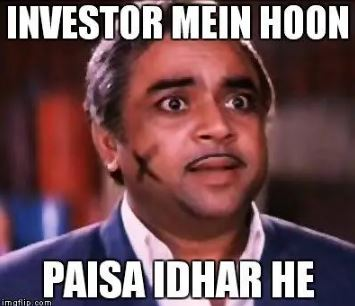 INVESTOR MEIN HOON
PAISA IDHAR HE
imgflip.com